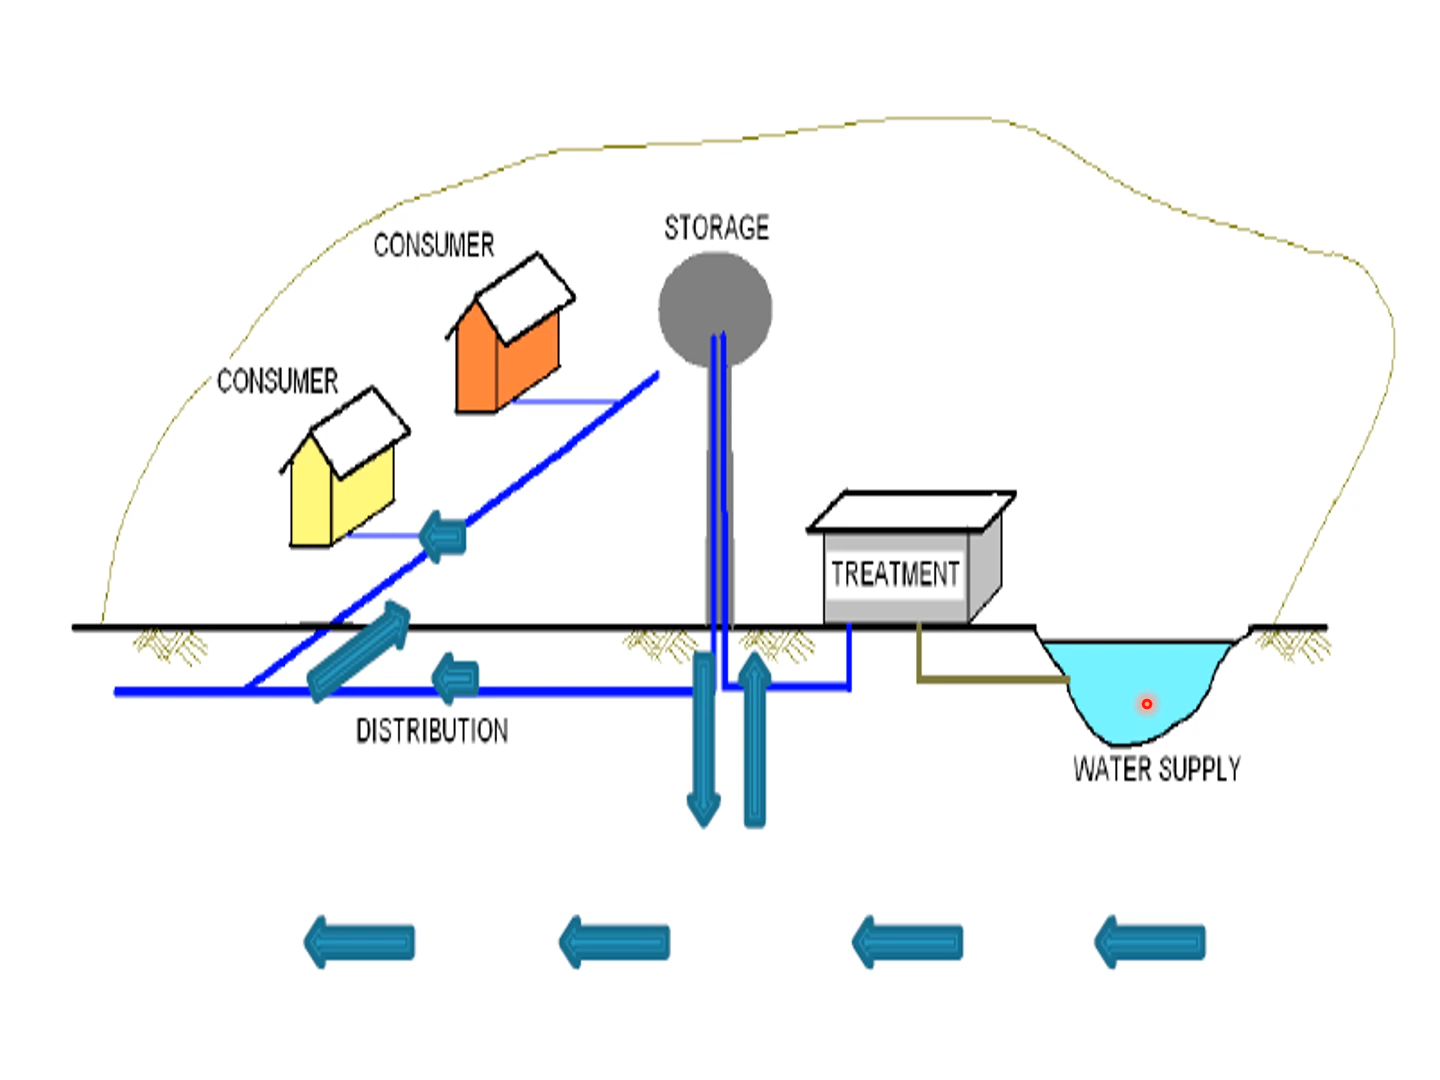 STORAGE
CONSUMER
CONSUMER
TREATMENT
DISTRIBUTION
WATER SUPPLY